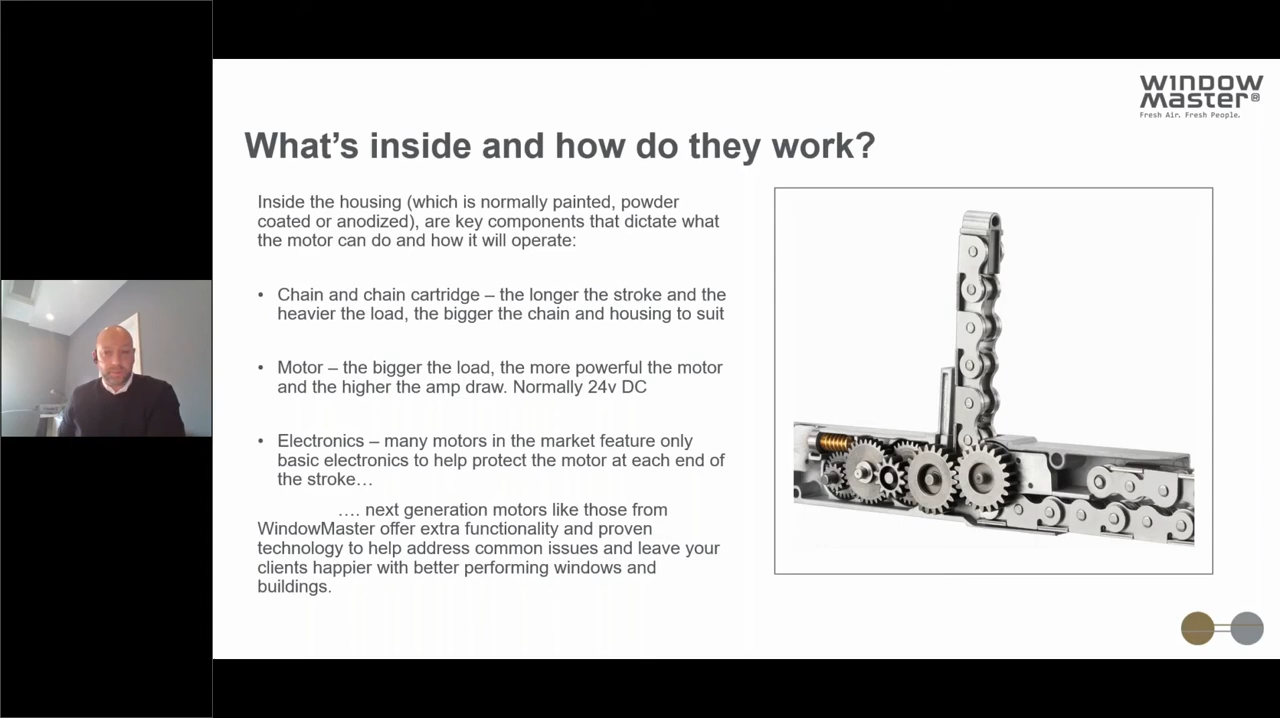 WINDOW
Master®
Fresh Air. Fresh People.
What's inside and how do they work?
Inside the housing (which is normally painted, powder
coated or anodized), are key components that dictate what
the motor can do and how it will operate:
• Chain and chain cartridge – the longer the stroke and the
heavier the load, the bigger the chain and housing to suit
• Motor – the bigger the load, the more powerful the motor
and the higher the amp draw. Normally 24v DC
• Electronics – many motors in the market feature only
basic electronics to help protect the motor at each end of
the stroke…
…. next generation motors like those from
WindowMaster offer extra functionality and proven
technology to help address common issues and leave your
clients happier with better performing windows and
buildings.